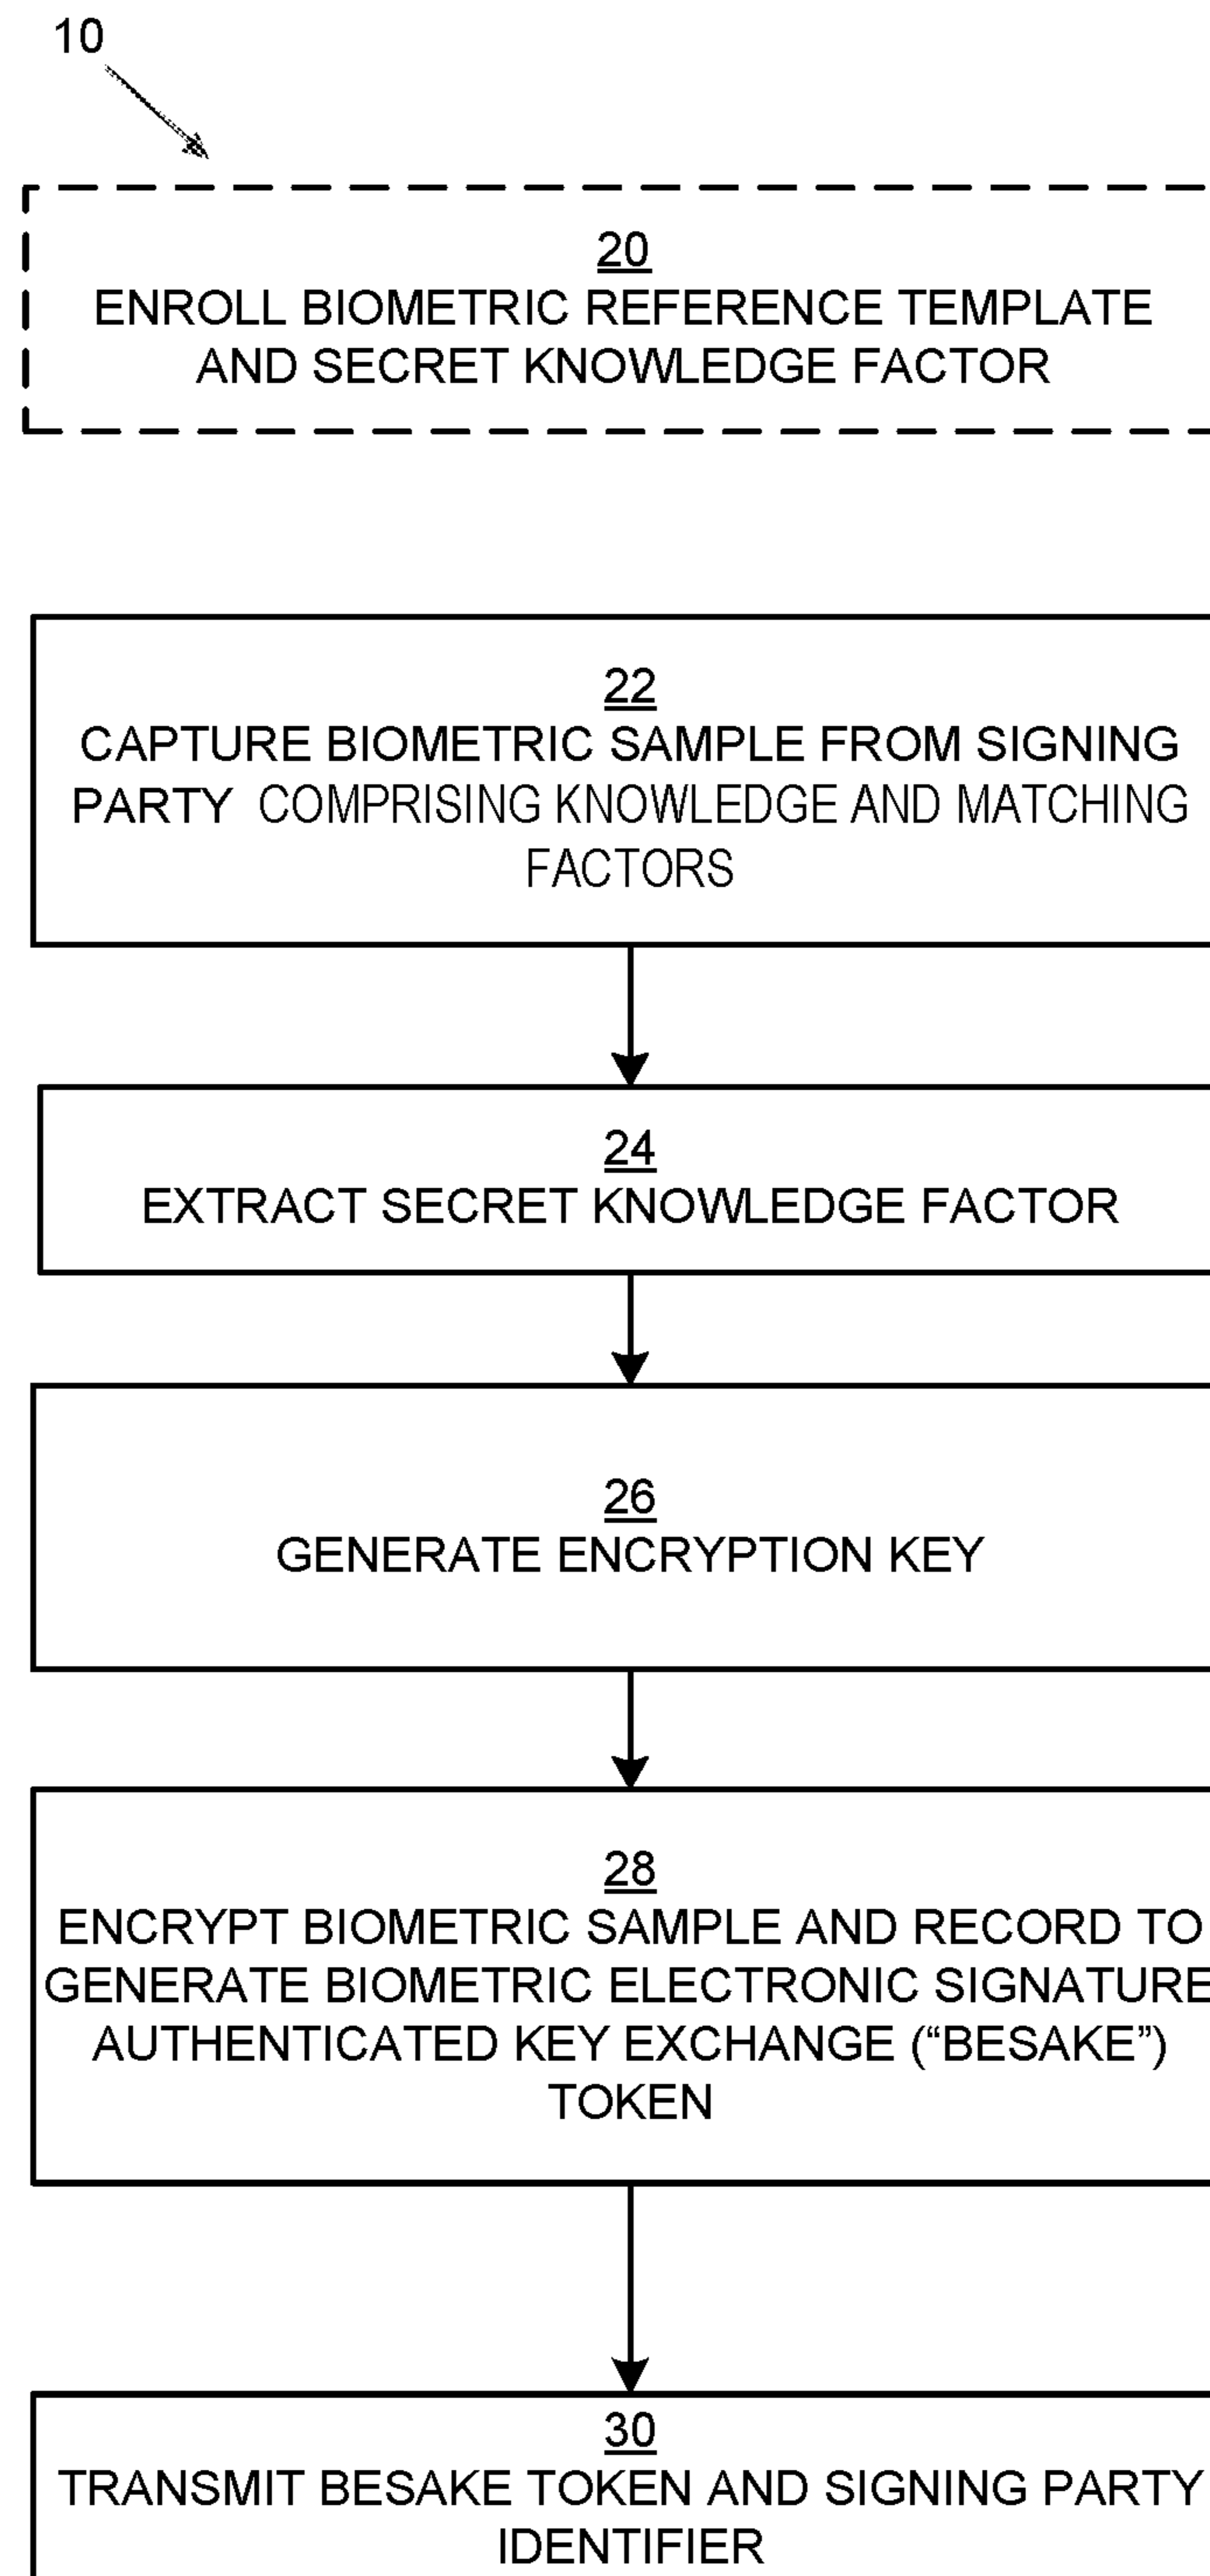 10
20
ENROLL BIOMETRIC REFERENCE TEMPLATE
AND SECRET KNOWLEDGE FACTOR
22
CAPTURE BIOMETRIC SAMPLE FROM SIGNING
PARTY COMPRISING KNOWLEDGE AND MATCHING
FACTORS
24
EXTRACT SECRET KNOWLEDGE FACTOR
26
GENERATE ENCRYPTION KEY
28
ENCRYPT BIOMETRIC SAMPLE AND RECORD TO
GENERATE BIOMETRIC ELECTRONIC SIGNATURE
AUTHENTICATED KEY EXCHANGE (“BESAKE”)
TOKEN
30
TRANSMIT BESAKE TOKEN AND SIGNING PARTY
IDENTIFIER